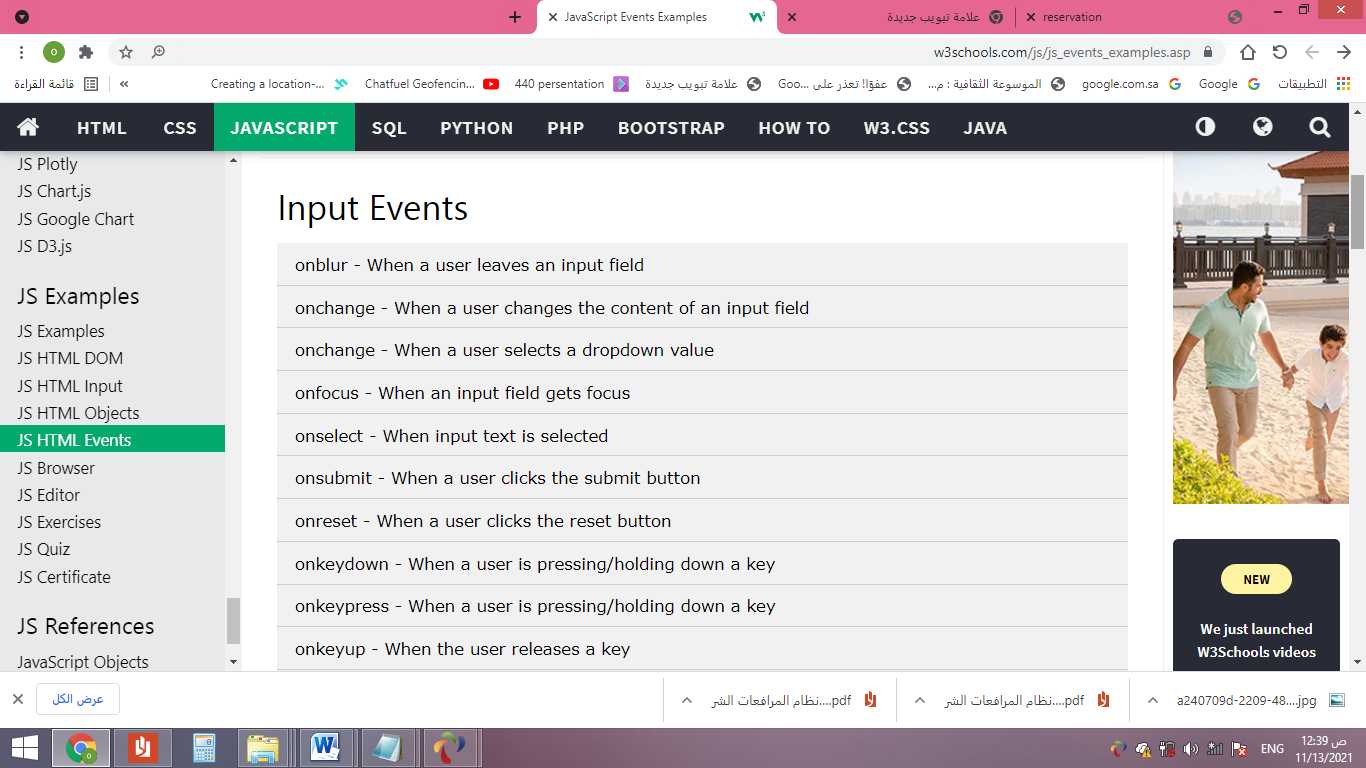 JavaScript Events Examples
علامة تبويب جديدة
reservation
O
w3schools.com/js/js_events_examples.asp
قائمة القراءة
«
Creating a location-...
Chatfuel Geofencin...
440 persentation
علامة تبويب جديدة
عفوًا! تعذر على ...Goo
الموسوعة الثقافية : م...
google.com.sa
Google
التطبيقات
HTML
CSS
JAVASCRIPT
SQL
PYTHON
PHP
BOOTSTRAP
HOW TO
W3.CSS
JAVA
JS Plotly
JS Chart.js
JS Google Chart
JS D3.js
JS Examples
JS Examples
JS HTML DOM
JS HTML Input
JS HTML Objects
JS HTML Events
JS Browser
JS Editor
JS Exercises
JS Quiz
JS Certificate
JS References
JavaScript Objects
Input Events
onblur - When a user leaves an input field
onchange - When a user changes the content of an input field
onchange - When a user selects a dropdown value
onfocus - When an input field gets focus
onselect - When input text is selected
onsubmit - When a user clicks the submit button
onreset - When a user clicks the reset button
onkeydown - When a user is pressing/holding down a key
onkeypress - When a user is pressing/holding down a key
onkeyup - When the user releases a key
NEW
We just launched
W3Schools videos
عرض الكل
نظام المرافعات الشر....pdf
نظام المرافعات الشر....pdf
a240709d-2209-48....jpg
ENG
12:39 ص
11/13/2021